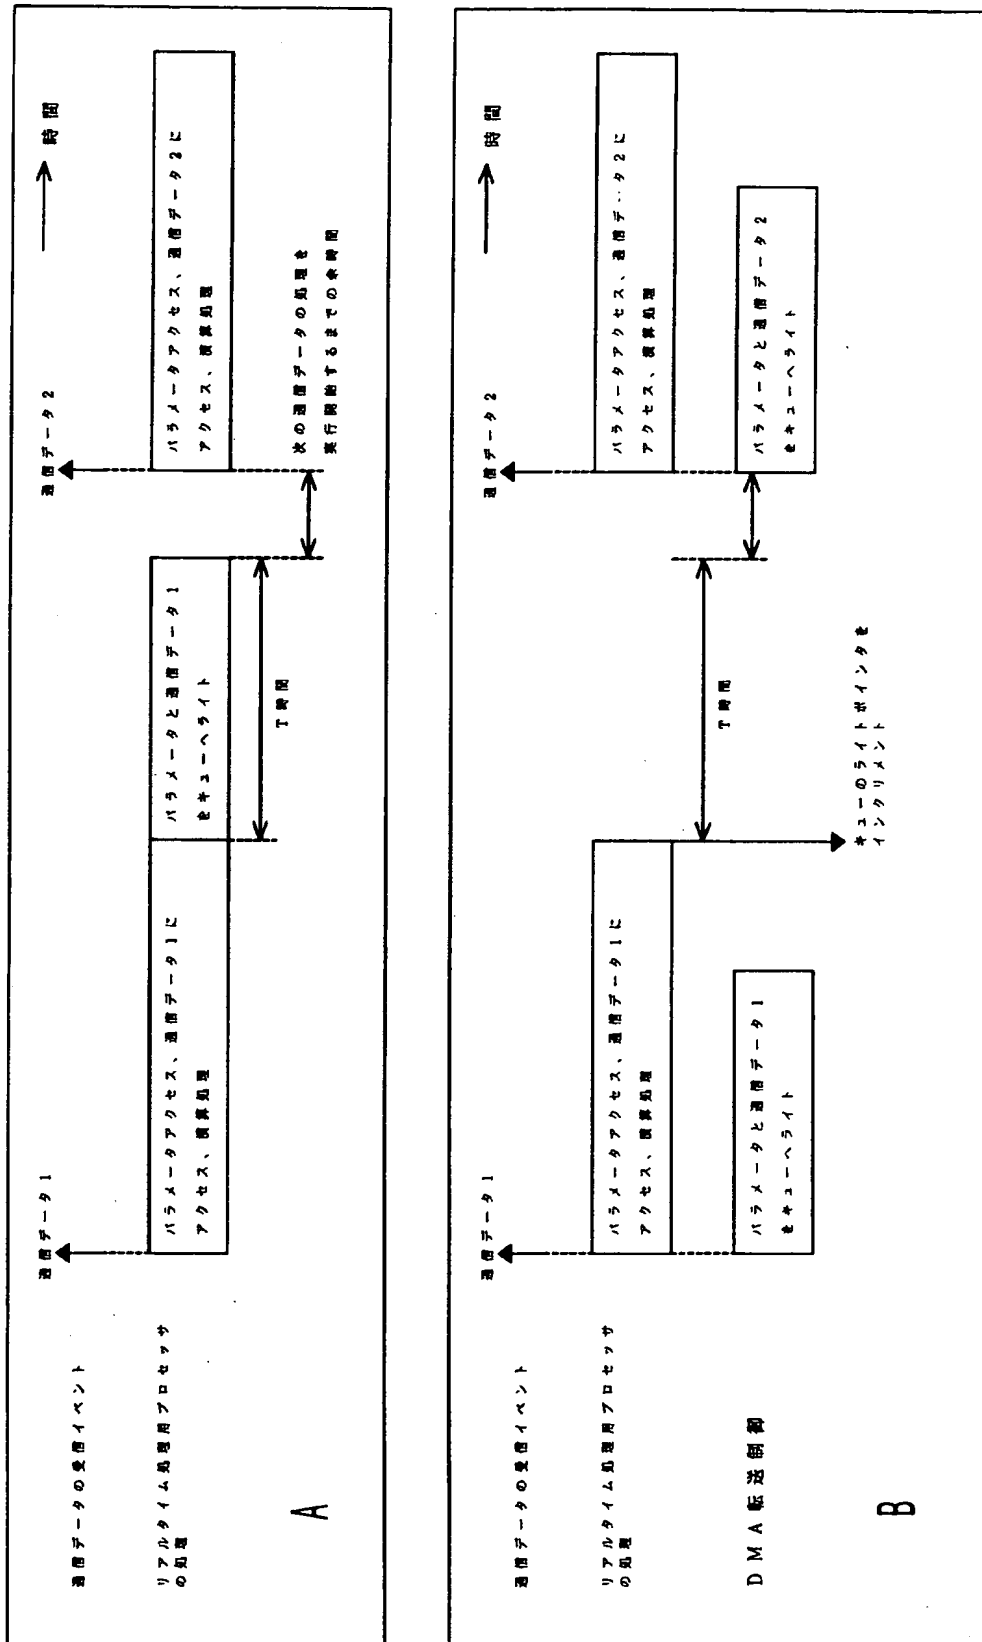 通信データの受信イベント
通信データ1
通信データ2
時間
リアルタイム処理用プロセッサ
の処理
パラメータアクセス、通信データ1に
アクセス、演算処理
パラメータと通信データ1
をキューへライト
パラメータアクセス、通信データ2に
アクセス、演算処理
T時間
次の通信データの処理を
実行開始するまでの余時間
A
通信データの受信イベント
通信データ1
通信データ2
時間
リアルタイム処理用プロセッサ
の処理
パラメータアクセス、通信データ1に
アクセス、演算処理
パラメータアクセス、通信データ2に
アクセス、演算処理
T時間
DMA転送制御
パラメータと通信データ1
をキューへライト
パラメータと通信データ2
をキューへライト
キューのライトポインタを
インクリメント
B